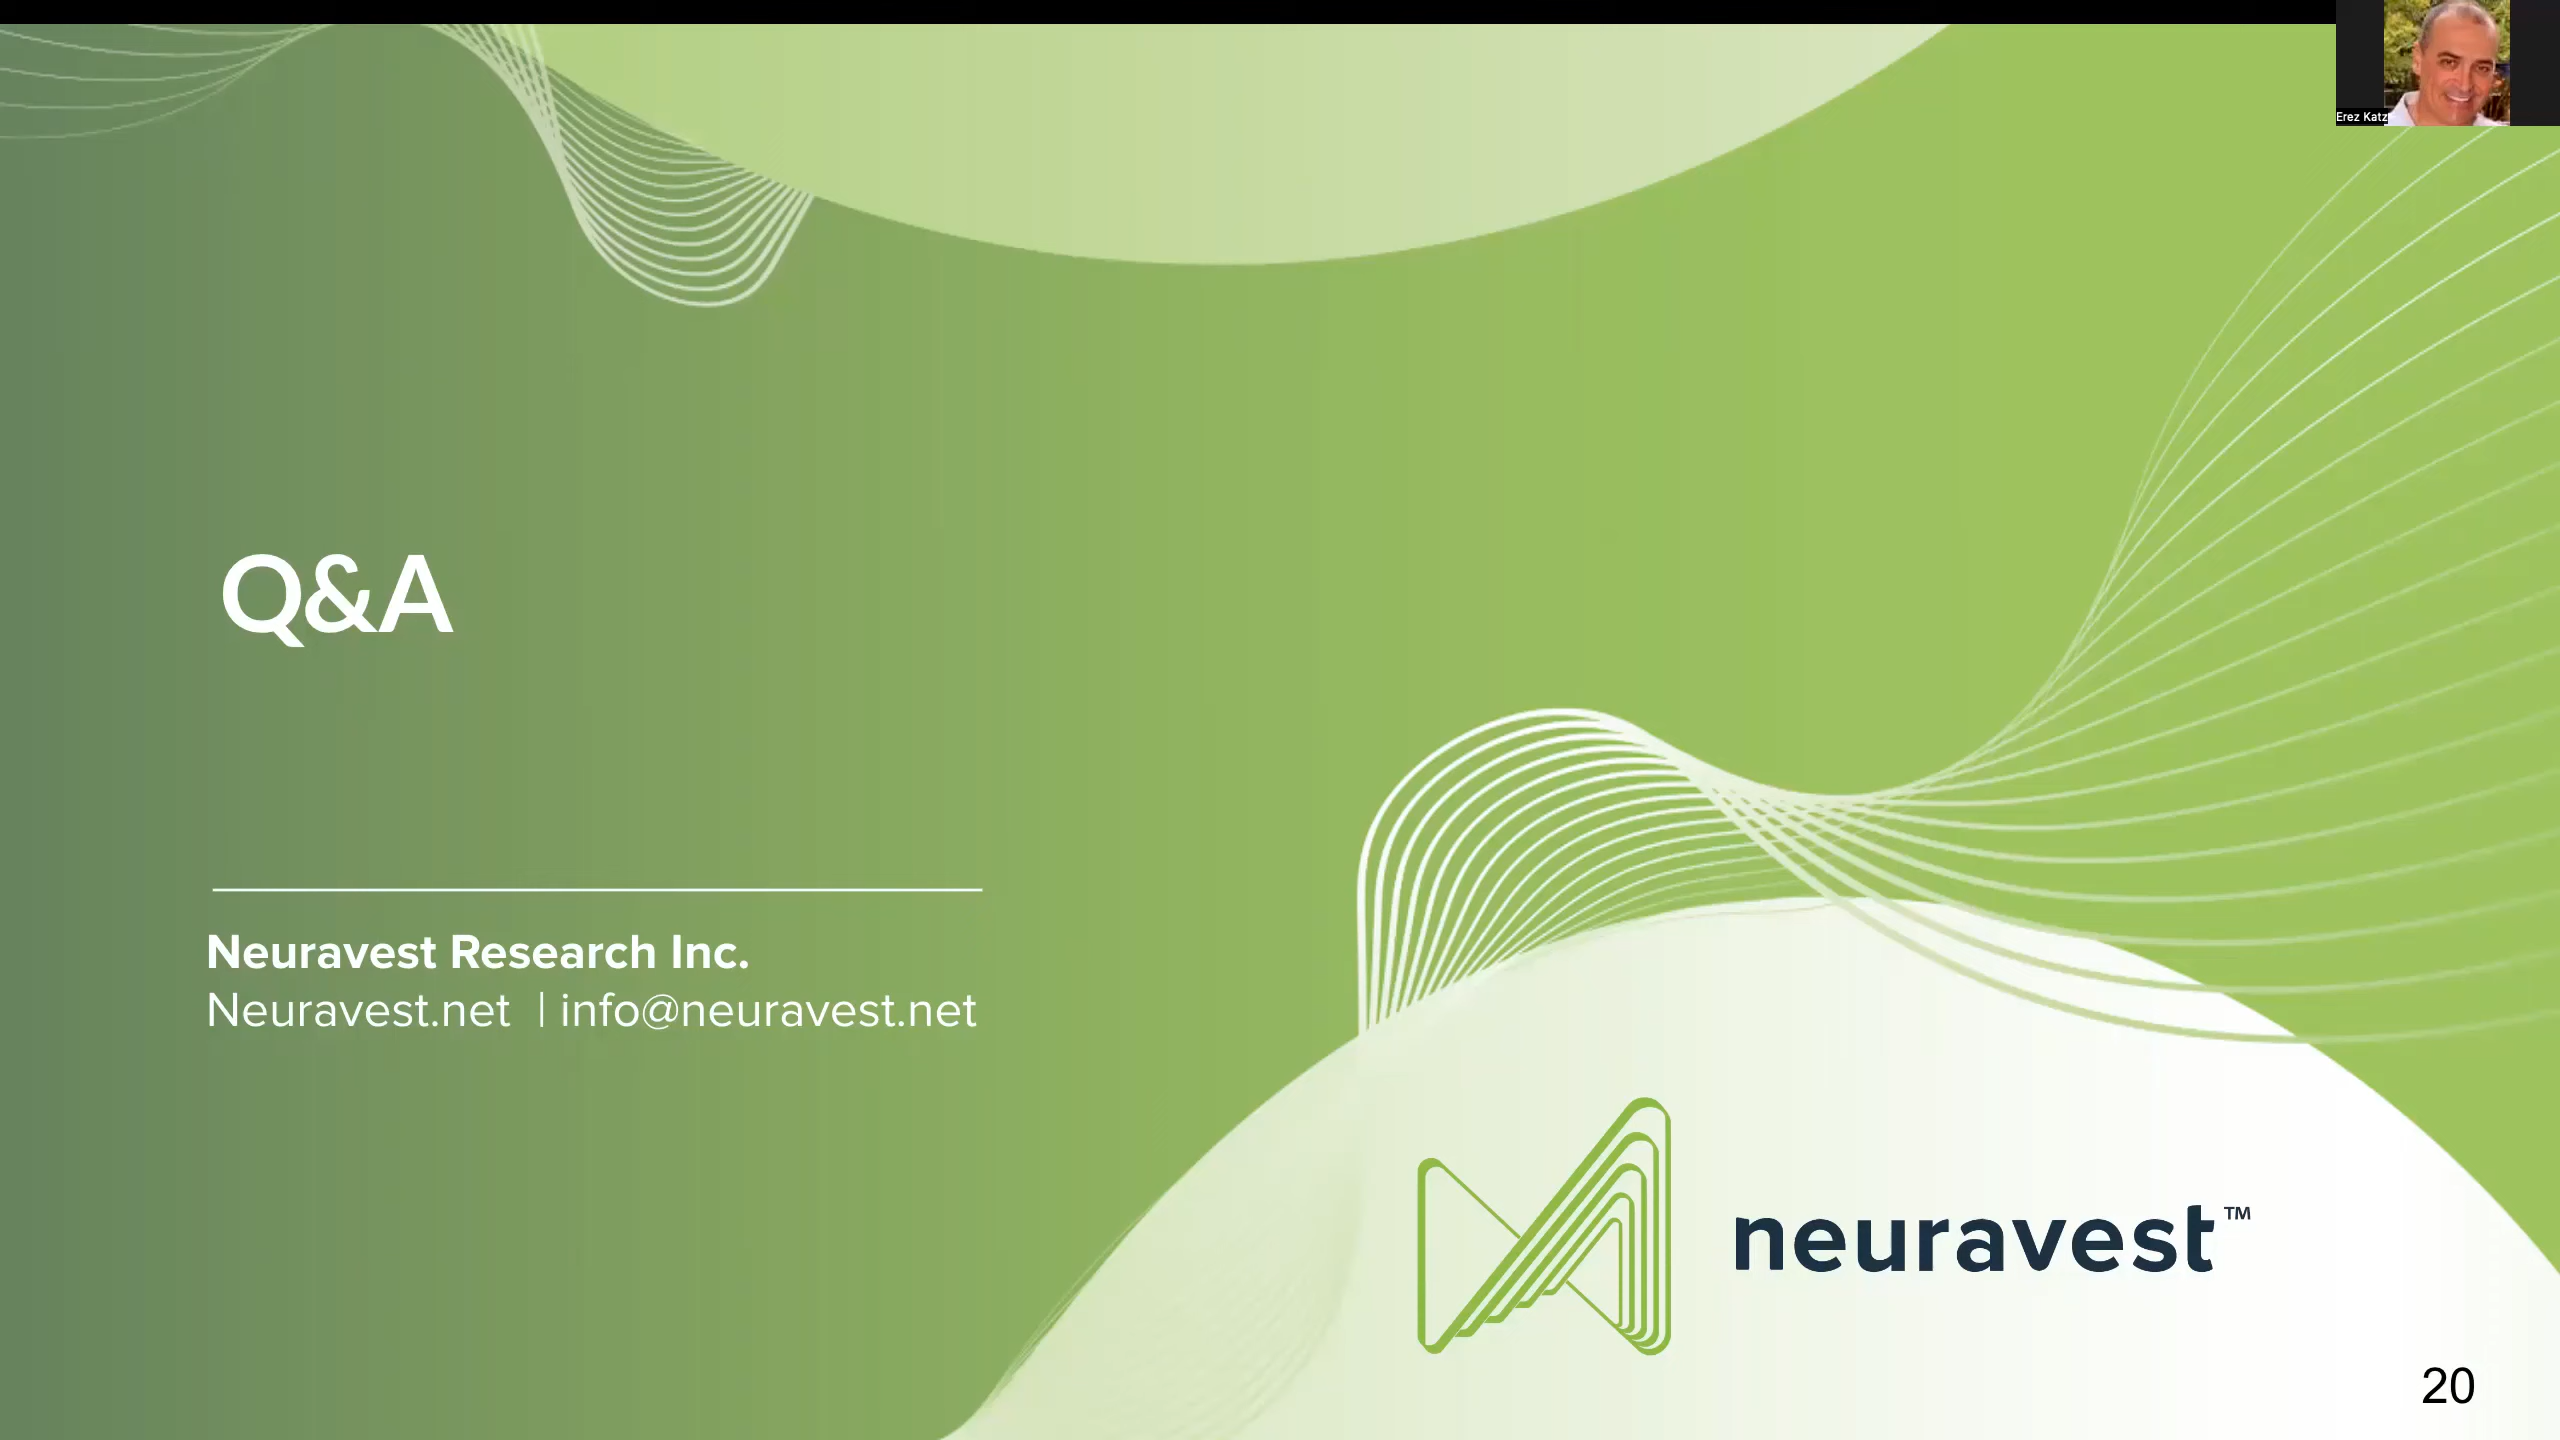 Erez Katz
Q&A
Neuravest Research Inc.
Neuravest.net | info@neuravest.net
neuravest™
20